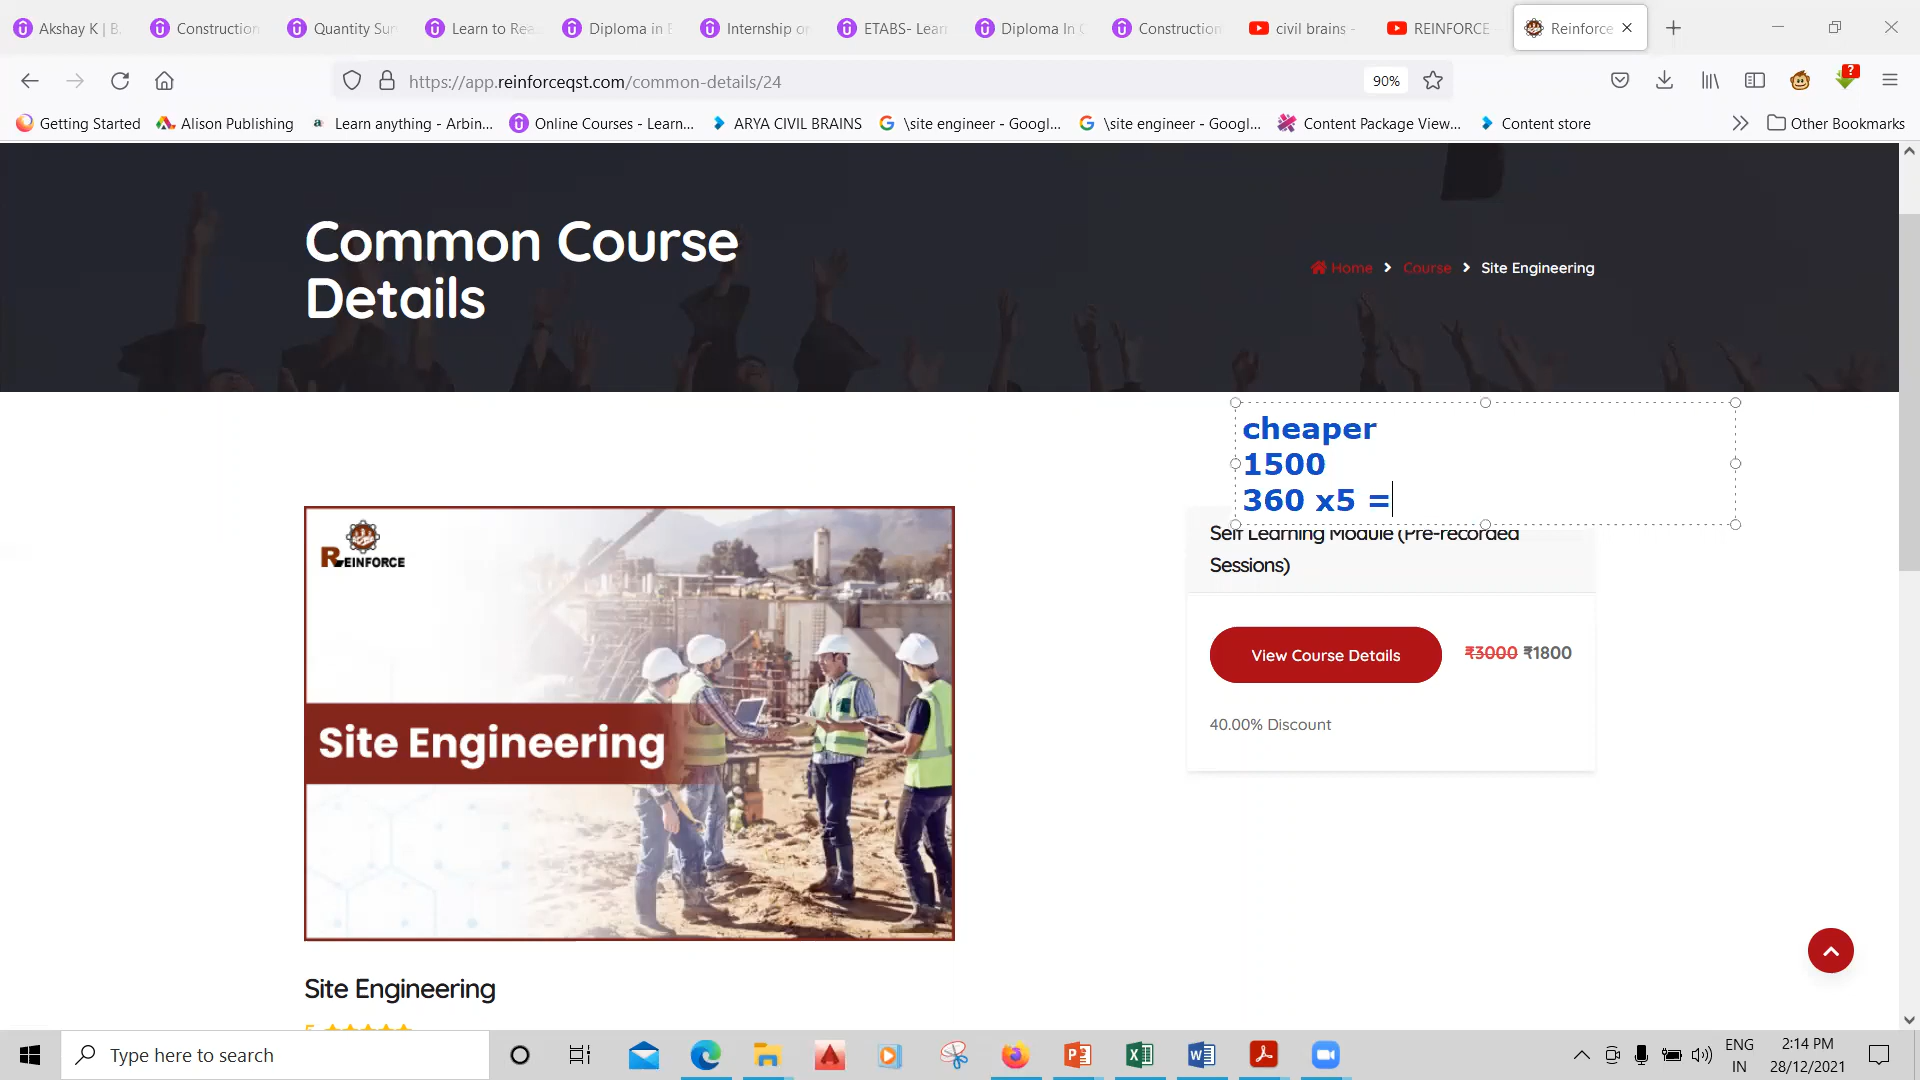 Akshay K | B.
Construction
Quantity Sur
Learn to Rea
Diploma in E
Internship or
ETABS- Lear
Diploma In C
Construction
civil brains -
REINFORCE -
Reinforce
https://app.reinforceqst.com/common-details/24
90%
?
Getting Started
Alison Publishing
Learn anything - Arbin...
Online Courses - Learn...
ARYA CIVIL BRAINS
\site engineer - Googl...
\site engineer - Googl...
Content Package View...
Content store
Other Bookmarks
Common Course
Details
Home > Course > Site Engineering
cheaper
1500
360 x5 =
Self Learning Module (Pre-recorded
Sessions)
View Course Details
₹3000 ₹1800
40.00% Discount
REINFORCE
Site Engineering
Site Engineering
5
Type here to search
ENG
IN
2:14 PM
28/12/2021